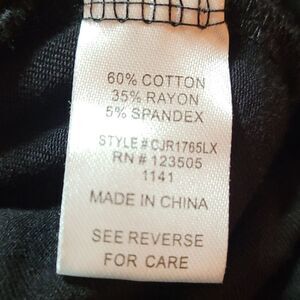 60% COTTON
35% RAYON
5% SPANDEX
STYLE# CJR1765LX
RN # 123505
1141
MADE IN CHINA
SEE REVERSE
FOR CARE